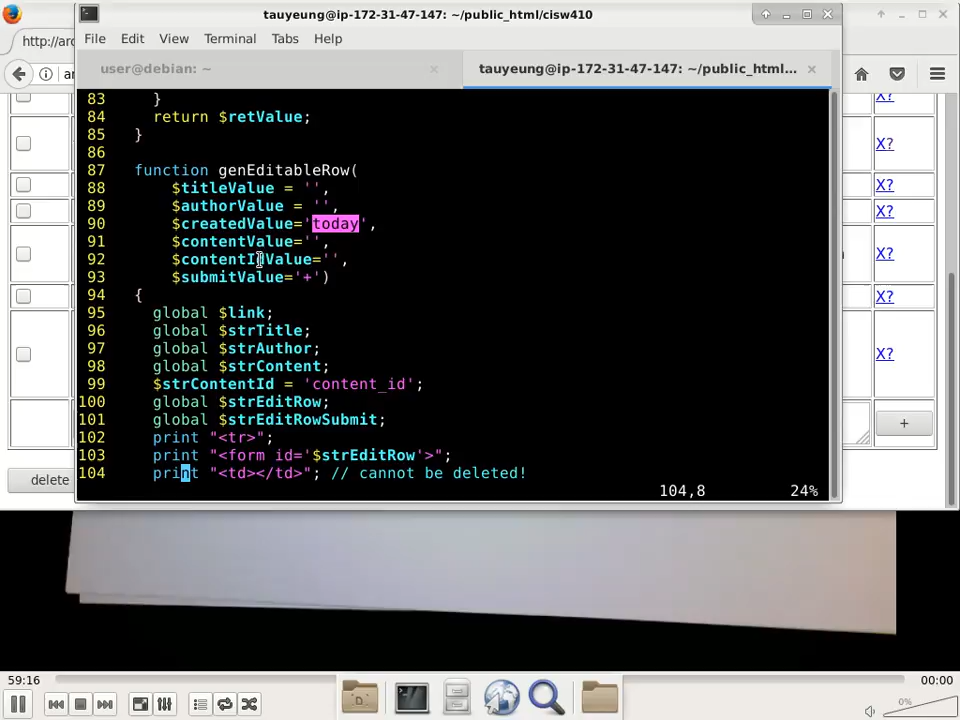 tauyeung@ip-172-31-47-147: ~/public_html/cisw410
File Edit View Terminal Tabs Help
http://arc
user@debian: ~ ×
tauyeung@ip-172-31-47-147: ~/public_html... ×
X?
X?
X?
X?
X?
X?
X?
+
delete
83 }
84 return $retValue;
85 }
86
87 function genEditableRow(
88 $titleValue = '',
89 $authorValue = '',
90 $createdValue='today',
91 $contentValue='',
92 $contentIdValue='',
93 $submitValue='+')
94 {
95 global $link;
96 global $strTitle;
97 global $strAuthor;
98 global $strContent;
99 $strContentId = 'content_id';
100 global $strEditRow;
101 global $strEditRowSubmit;
102 print "<tr>";
103 print "<form id='$strEditRow'>";
104 print "<td></td>"; // cannot be deleted!
104,8 24%
59:16 00:00
0%